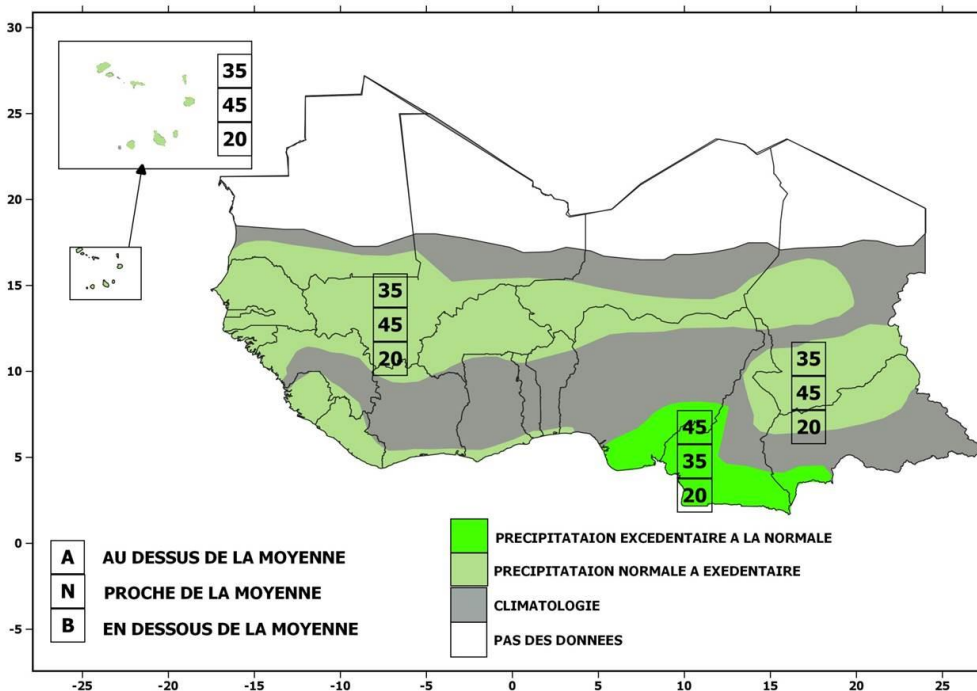 30
25
20
15
10
5
0
-5
35
45
20
35
45
20
35
45
20
45
35
20
A AU DESSUS DE LA MOYENNE
N PROCHE DE LA MOYENNE
B EN DESSOUS DE LA MOYENNE
PRECIPITATAION EXCEDENTAIRE A LA NORMALE
PRECIPITATAION NORMALE A EXEDENTAIRE
CLIMATOLOGIE
PAS DES DONNEES
-25 -20 -15 -10 -5 0 5 10 15 20 25